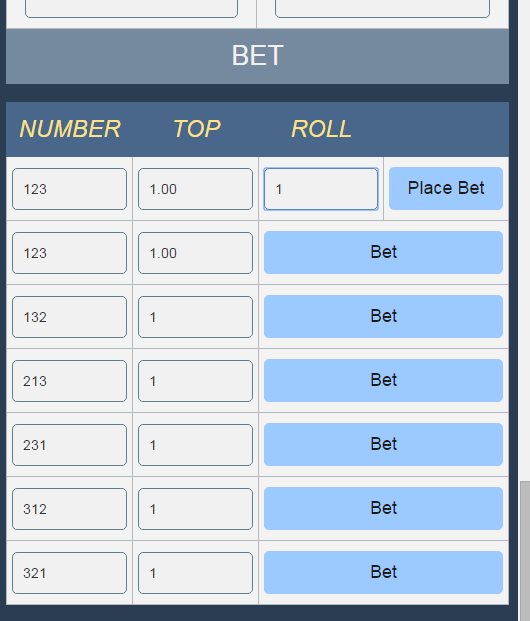 BET
NUMBER TOP ROLL
123 1.00 1 Place Bet
123 1.00 Bet
132 1 Bet
213 1 Bet
231 1 Bet
312 1 Bet
321 1 Bet